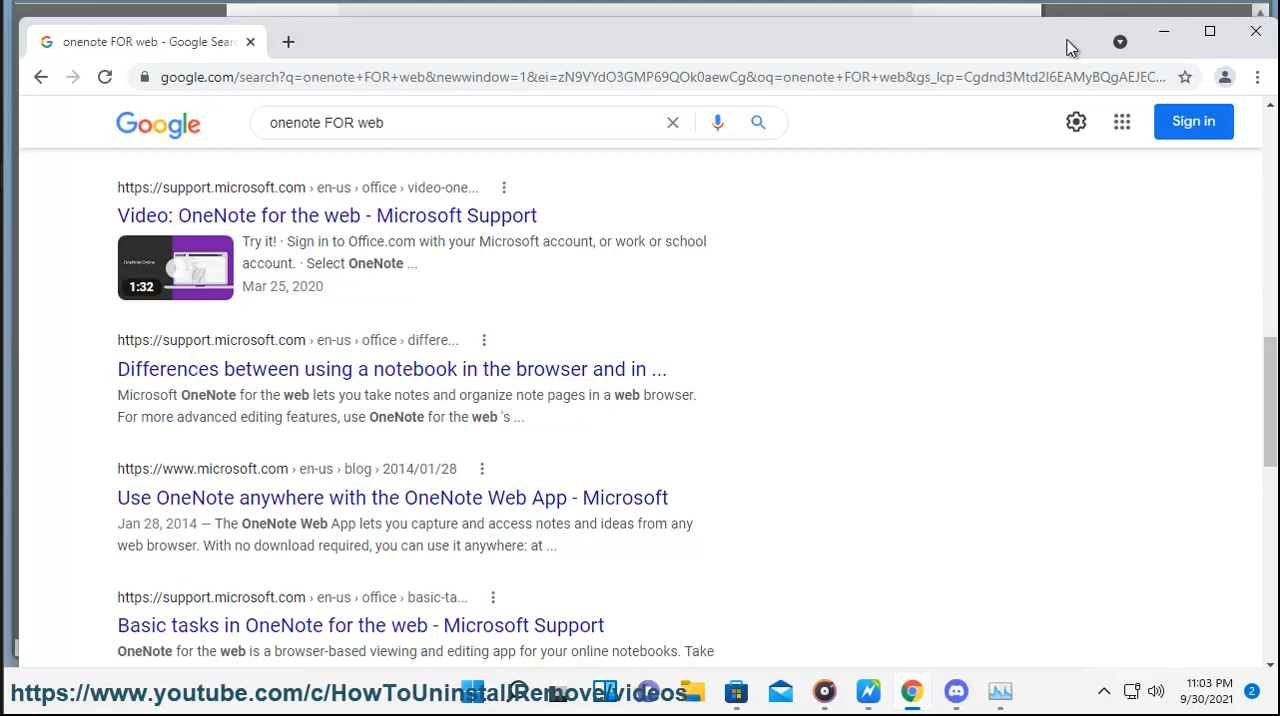 onenote FOR web - Google Sear
google.com/search?q=onenote+FOR+web&newwindow=1&ei=zN9VYdO3GMP69QOk0aewCg&oq=onenote+FOR+web&gs_lcp=Cgdnd3Mtd2l6EAMyBQgAEJEC...
Google
onenote FOR web
Sign in
https://support.microsoft.com › en-us › office › video-one...
Video: OneNote for the web - Microsoft Support
OneNote Online
1:32
Try it! · Sign in to Office.com with your Microsoft account, or work or school
account. · Select OneNote ...
Mar 25, 2020
https://support.microsoft.com › en-us › office › differe...
Differences between using a notebook in the browser and in ...
Microsoft OneNote for the web lets you take notes and organize note pages in a web browser.
For more advanced editing features, use OneNote for the web 's ...
https://www.microsoft.com › en-us › blog › 2014/01/28
Use OneNote anywhere with the OneNote Web App - Microsoft
Jan 28, 2014 — The OneNote Web App lets you capture and access notes and ideas from any
web browser. With no download required, you can use it anywhere: at ...
https://support.microsoft.com › en-us › office › basic-ta...
Basic tasks in OneNote for the web - Microsoft Support
OneNote for the web is a browser-based viewing and editing app for your online notebooks. Take
https://www.youtube.com/c/HowToUninstallRemove/videos
11:03 PM
9/30/2021
2